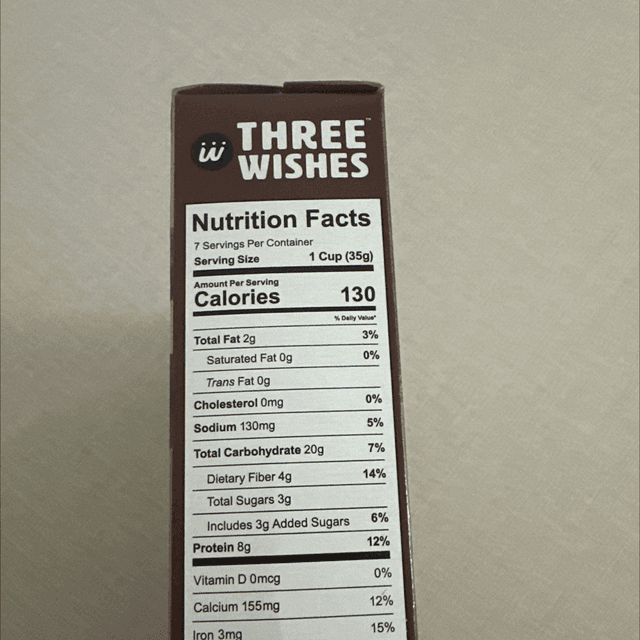 THREE™
WISHES
Nutrition Facts
7 Servings Per Container
Serving Size 1 Cup (35g)
Amount Per Serving
Calories 130
% Daily Value*
Total Fat 2g 3%
Saturated Fat 0g 0%
Trans Fat 0g
Cholesterol 0mg 0%
Sodium 130mg 5%
Total Carbohydrate 20g 7%
Dietary Fiber 4g 14%
Total Sugars 3g
Includes 3g Added Sugars 6%
Protein 8g 12%
Vitamin D 0mcg 0%
Calcium 155mg 12%
Iron 3mg 15%